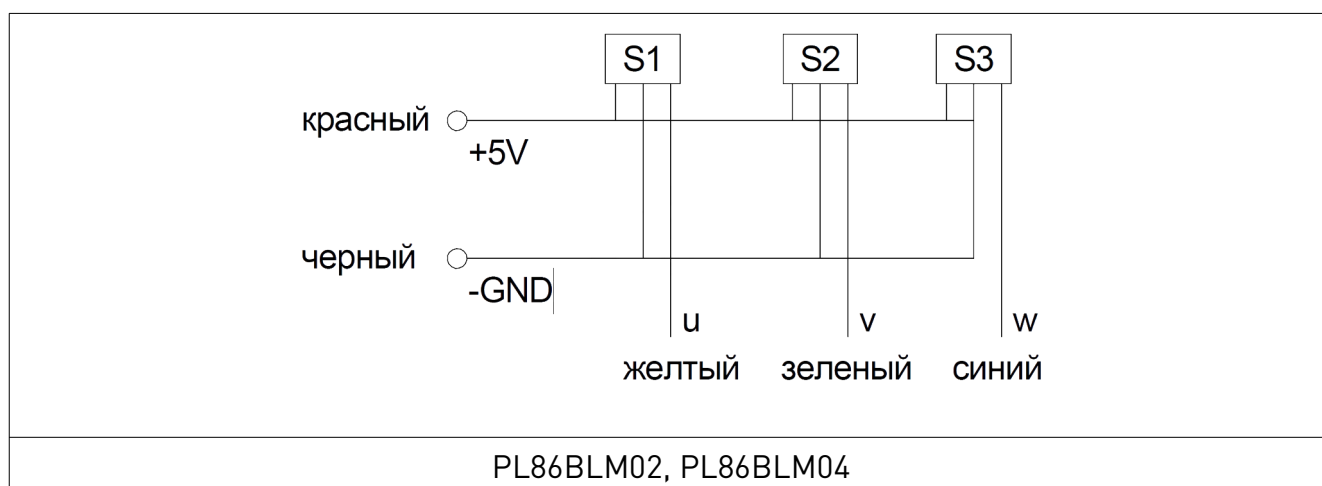 S1 S2 S3
красный
+5V
черный
-GND
u v w
желтый зеленый синий
PL86BLM02, PL86BLM04